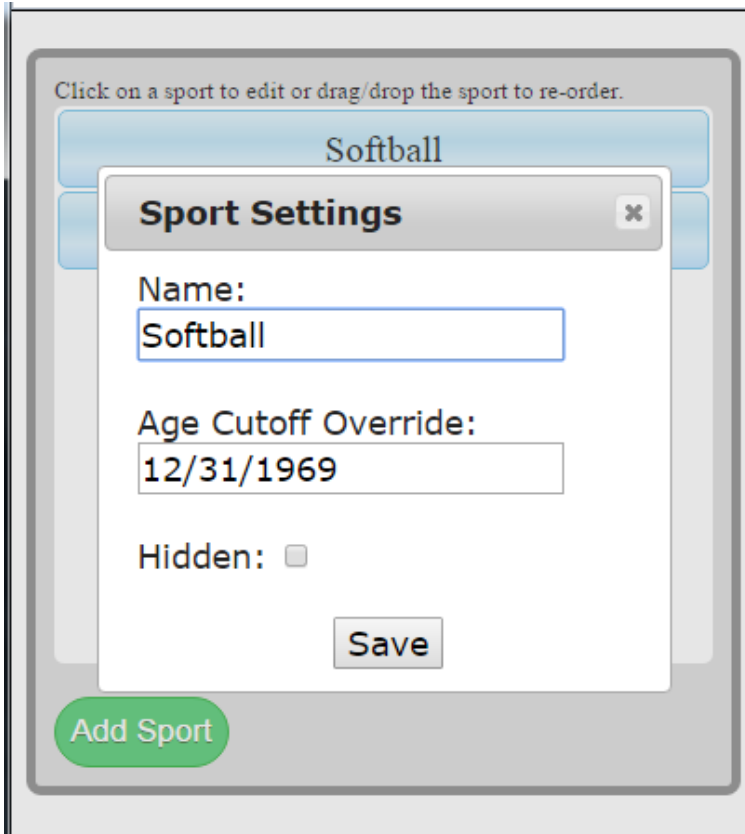 Click on a sport to edit or drag/drop the sport to re-order.
Softball
Sport Settings
Name:
Softball
Age Cutoff Override:
12/31/1969
Hidden:
Save
Add Sport